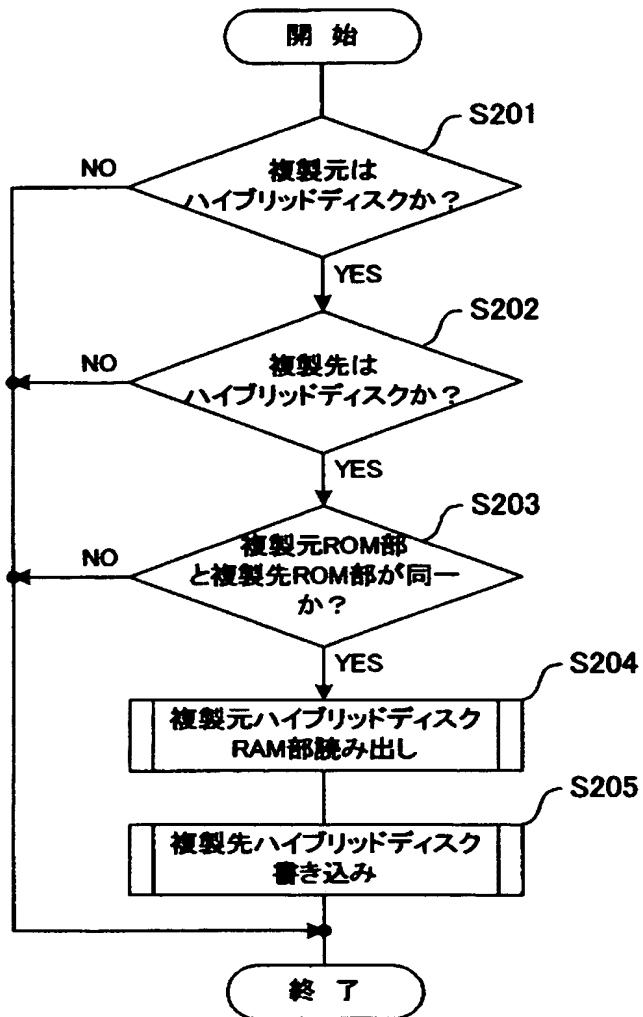 開 始
S201
複製元は
ハイブリッドディスクか?
NO
YES
S202
複製先は
ハイブリッドディスクか?
NO
YES
S203
複製元ROM部
と複製先ROM部が同一
か?
NO
YES
S204
複製元ハイブリッドディスク
RAM部読み出し
S205
複製先ハイブリッドディスク
書き込み
終 了